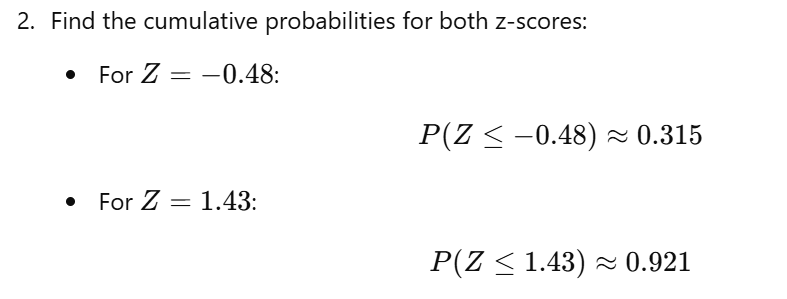 2. Find the cumulative probabilities for both z-scores:
• For Z = −0.48:
P(Z ≤ −0.48) ≈ 0.315
• For Z = 1.43:
P(Z ≤ 1.43) ≈ 0.921